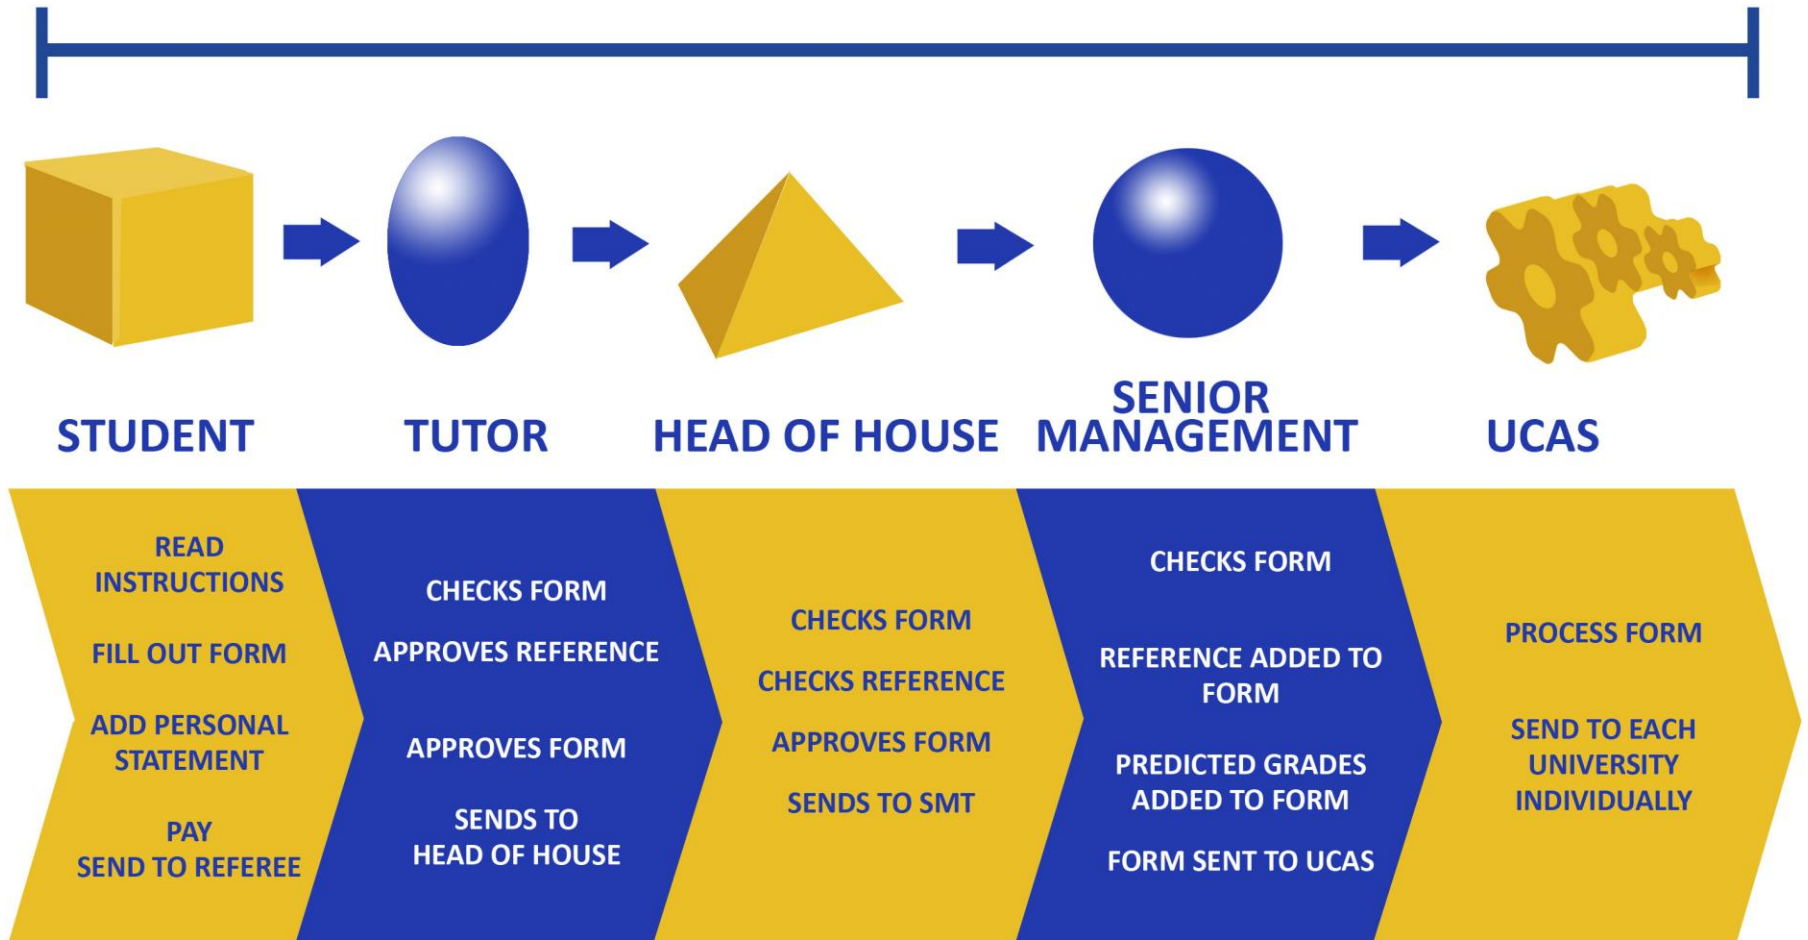 STUDENT
TUTOR
HEAD OF HOUSE
SENIOR
MANAGEMENT
UCAS
READ
INSTRUCTIONS
FILL OUT FORM
ADD PERSONAL
STATEMENT
PAY
SEND TO REFEREE
CHECKS FORM
APPROVES REFERENCE
APPROVES FORM
SENDS TO
HEAD OF HOUSE
CHECKS FORM
CHECKS REFERENCE
APPROVES FORM
SENDS TO SMT
CHECKS FORM
REFERENCE ADDED TO
FORM
PREDICTED GRADES
ADDED TO FORM
FORM SENT TO UCAS
PROCESS FORM
SEND TO EACH
UNIVERSITY
INDIVIDUALLY